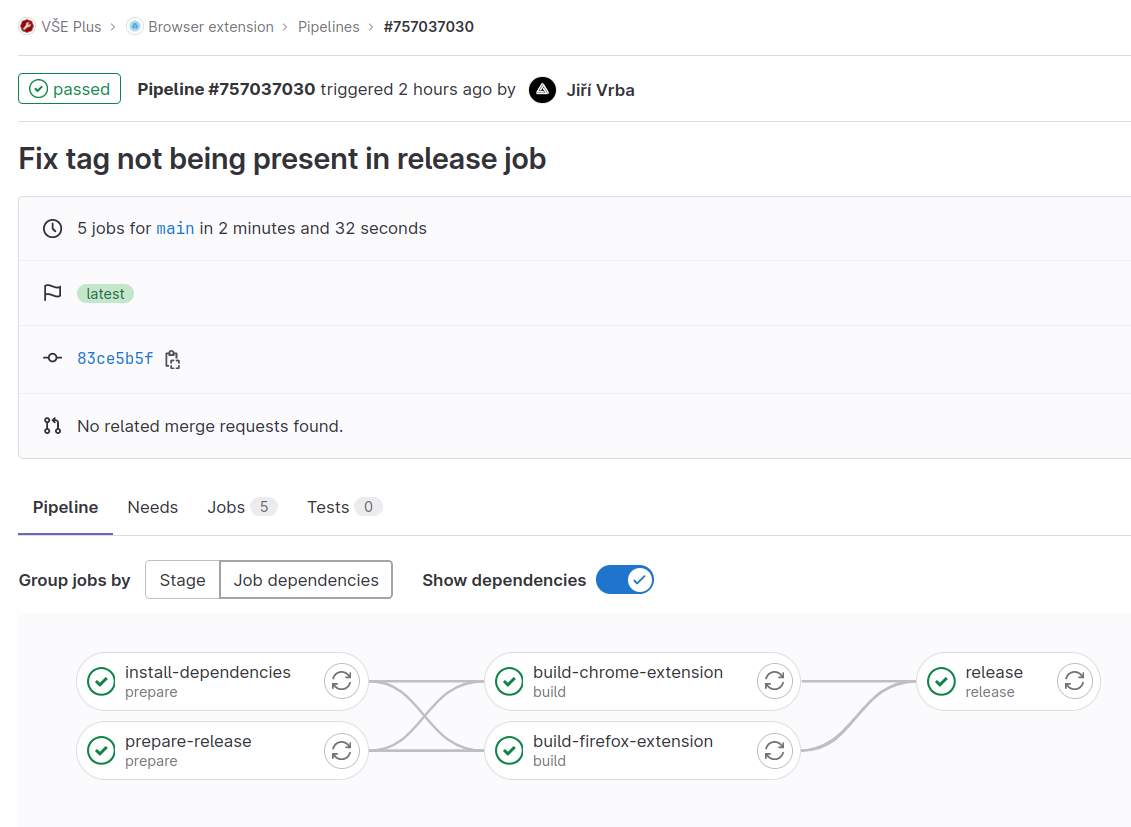 VŠE Plus > Browser extension > Pipelines > #757037030
passed Pipeline #757037030 triggered 2 hours ago by Jiří Vrba
Fix tag not being present in release job
5 jobs for main in 2 minutes and 32 seconds
latest
83ce5b5f
No related merge requests found.
Pipeline Needs Jobs 5 Tests 0
Group jobs by Stage Job dependencies Show dependencies
install-dependencies
prepare
prepare-release
prepare
build-chrome-extension
build
build-firefox-extension
build
release
release